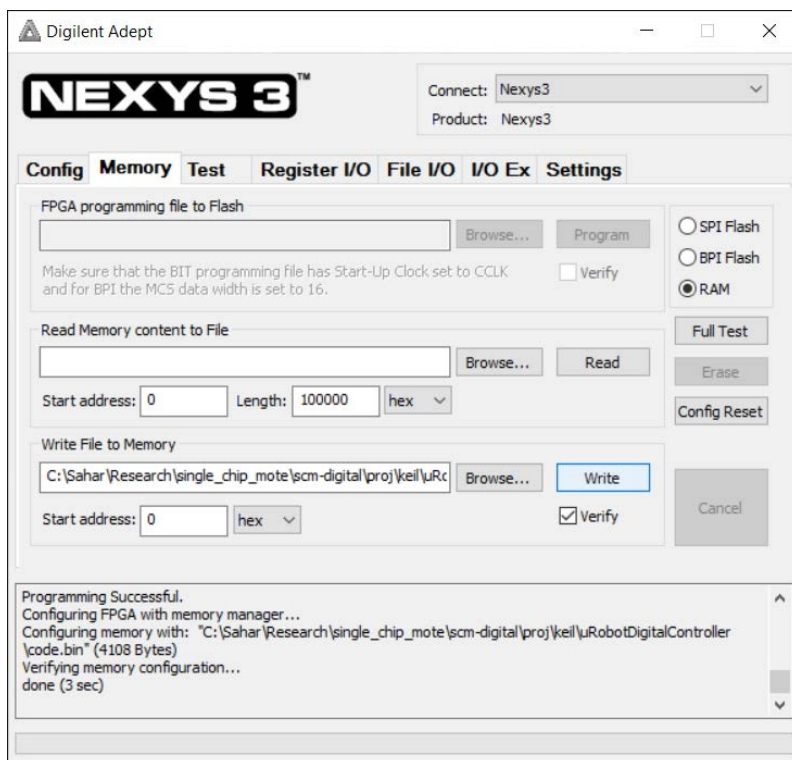 Digilent Adept
NEXYS 3™
Connect: Nexys3
Product: Nexys3
Config Memory Test Register I/O File I/O I/O Ex Settings
FPGA programming file to Flash
Browse... Program
Make sure that the BIT programming file has Start-Up Clock set to CCLK
and for BPI the MCS data width is set to 16.
Verify
SPI Flash
BPI Flash
RAM
Read Memory content to File
Browse... Read
Start address: 0 Length: 100000 hex
Full Test
Erase
Config Reset
Write File to Memory
C:\Sahar\Research\single_chip_mote\scm-digital\proj\keil\uRc Browse... Write
Start address: 0 hex
Verify
Cancel
Programming Successful.
Configuring FPGA with memory manager...
Configuring memory with: "C:\Sahar\Research\single_chip_mote\scm-digital\proj\keil\uRobotDigitalController
\code.bin" (4108 Bytes)
Verifying memory configuration...
done (3 sec)